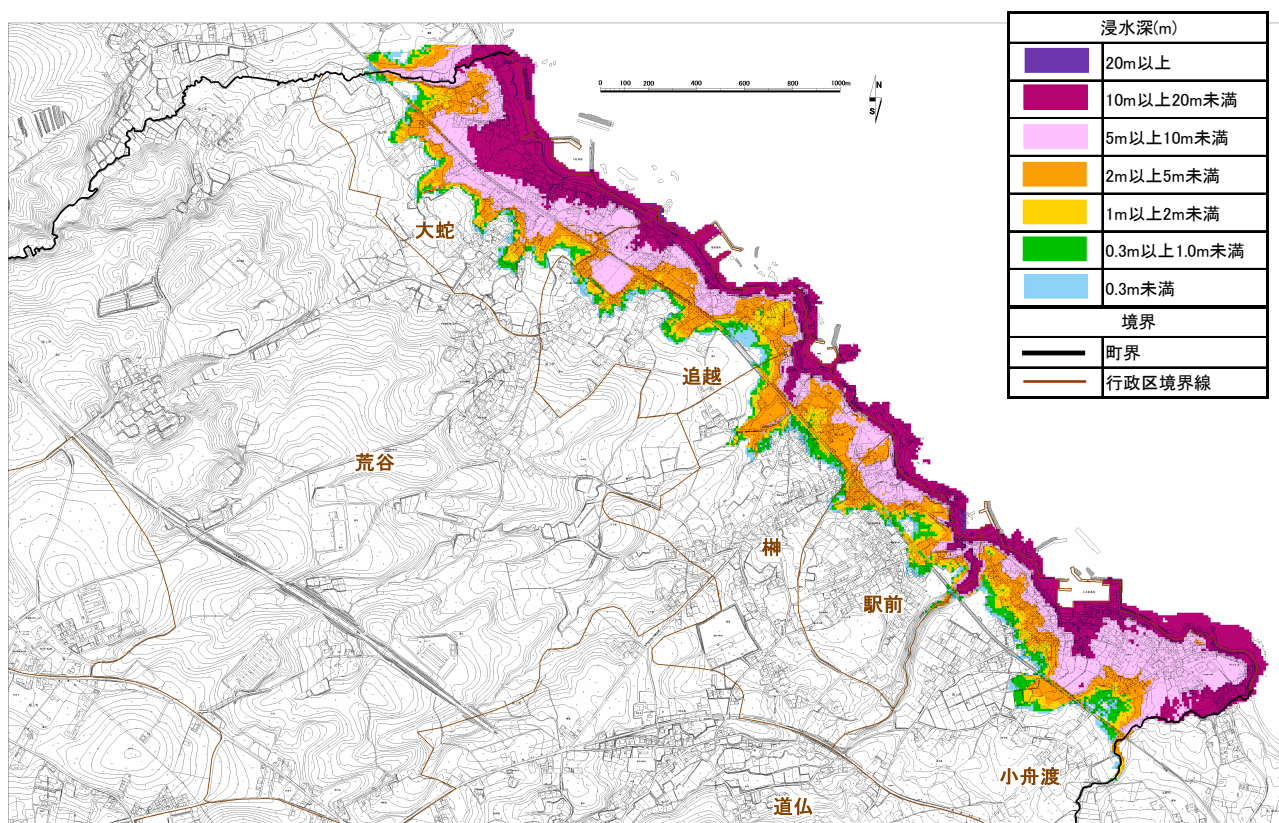 浸水深(m)
20m以上
10m以上20m未満
5m以上10m未満
2m以上5m未満
1m以上2m未満
0.3m以上1.0m未満
0.3m未満
境界
町界
行政区境界線
0 100 200 400 600 800 1000m
N
S
大蛇
追越
荒谷
榊
駅前
小舟渡
道仏